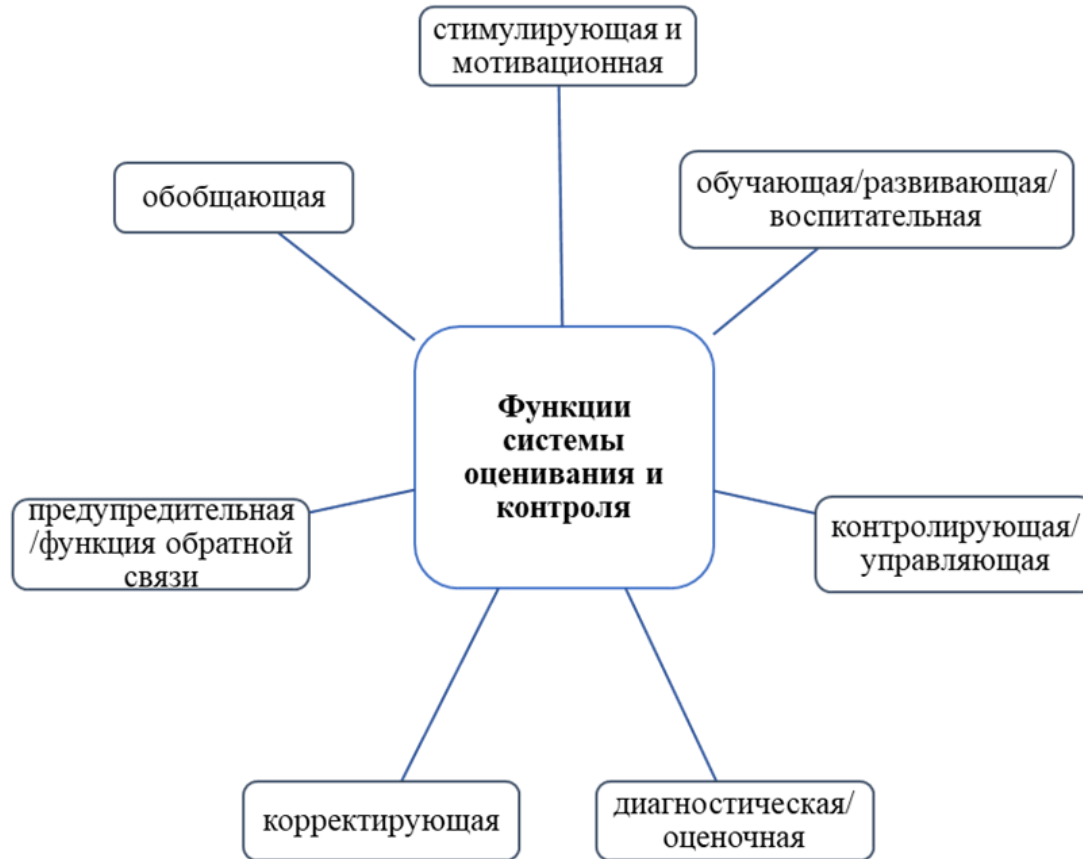 стимулирующая и
мотивационная
обобщающая
обучающая/развивающая/
воспитательная
Функции
системы
оценивания и
контроля
предупредительная
/функция обратной
связи
контролирующая/
управляющая
корректирующая
диагностическая/
оценочная